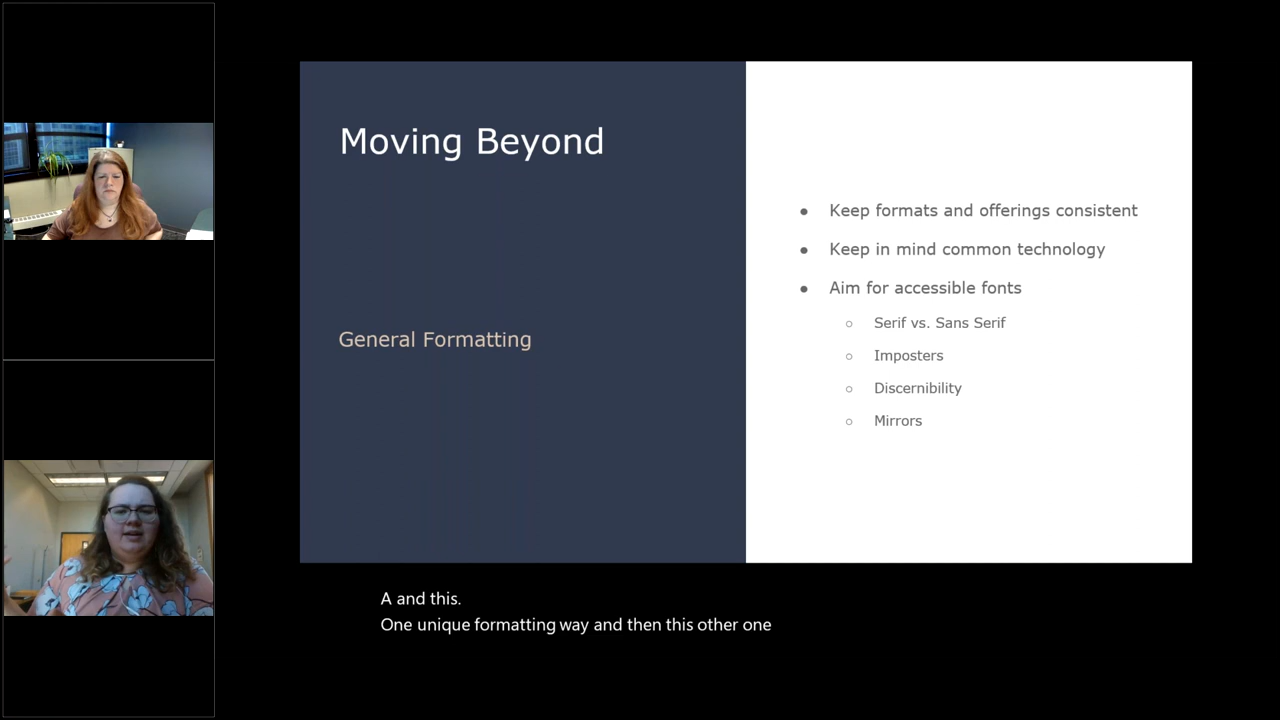 Moving Beyond
General Formatting
● Keep formats and offerings consistent
● Keep in mind common technology
● Aim for accessible fonts
○ Serif vs. Sans Serif
○ Imposters
○ Discernibility
○ Mirrors
A and this.
One unique formatting way and then this other one